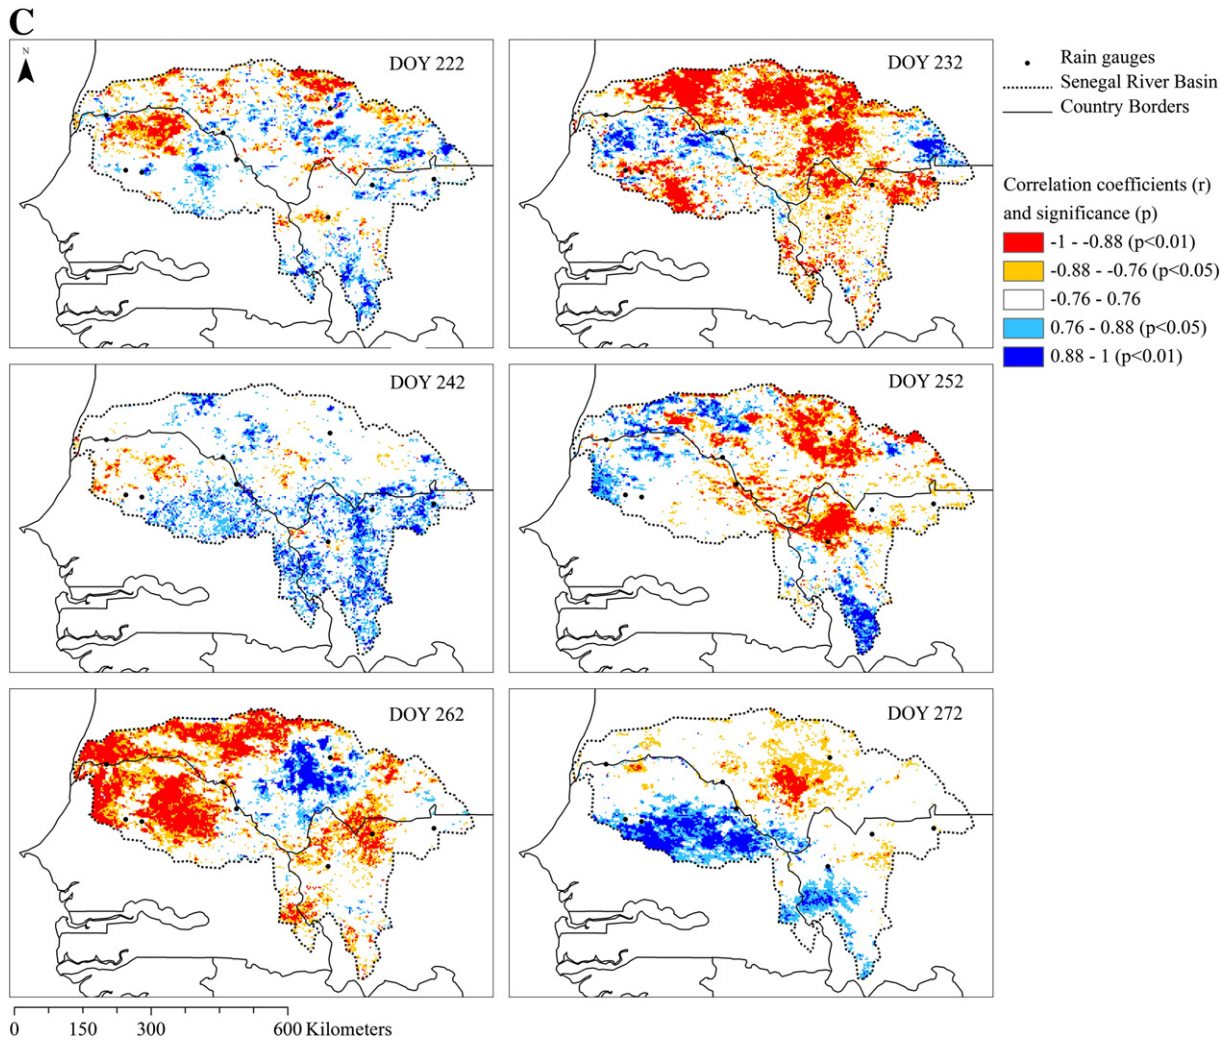 C
N
DOY 222
DOY 232
Rain gauges
Senegal River Basin
Country Borders
Correlation coefficients (r)
and significance (p)
-1 - -0.88 (p<0.01)
-0.88 - -0.76 (p<0.05)
-0.76 - 0.76
0.76 - 0.88 (p<0.05)
0.88 - 1 (p<0.01)
DOY 242
DOY 252
DOY 262
DOY 272
0 150 300 600 Kilometers